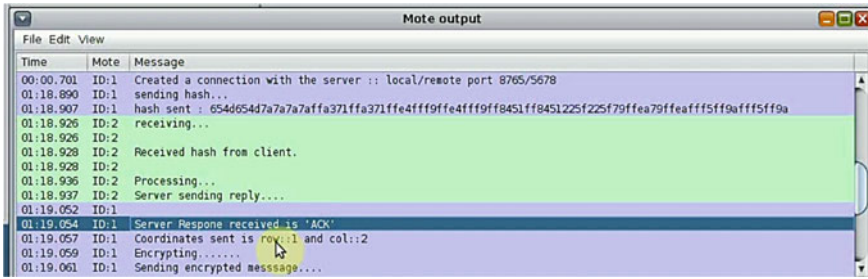 Mote output
File Edit View
Time Mote Message
00:00.701 ID:1 Created a connection with the server :: local/remote port 8765/5678
01:18.890 ID:1 sending hash...
01:18.907 ID:1 hash sent : 654d654d7a7a7a7affa371ffa371ffe4fff9ffe4fff9ff8451ff8451225f225f79ffea79ffeafff5ff9afff5ff9a
01:18.926 ID:2 receiving...
01:18.926 ID:2
01:18.928 ID:2 Received hash from client.
01:18.928 ID:2
01:18.936 ID:2 Processing...
01:18.937 ID:2 Server sending reply....
01:19.052 ID:1
01:19.054 ID:1 Server Respone received is 'ACK'
01:19.057 ID:1 Coordinates sent is row::1 and col::2
01:19.059 ID:1 Encrypting.......
01:19.061 ID:1 Sending encrypted messsage....